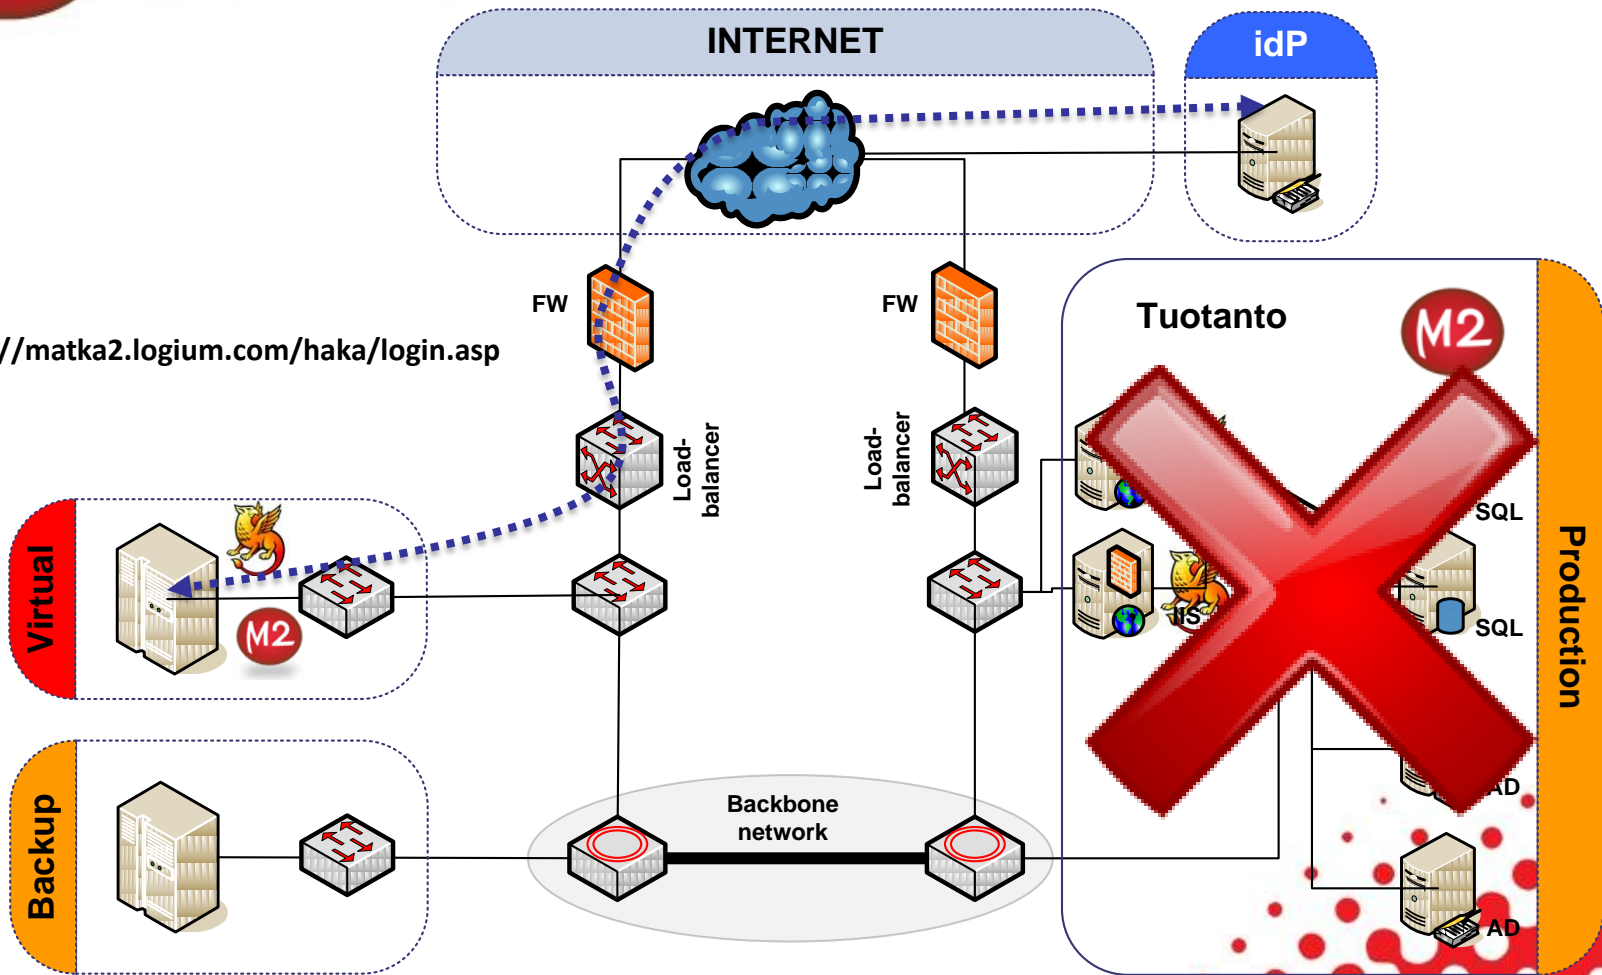 INTERNET
idP
FW
FW
Tuotanto
M2
//matka2.logium.com/haka/login.asp
Load-
balancer
Load-
balancer
SQL
Virtual
M2
IIS
SQL
Production
Backbone
network
AD
Backup
AD